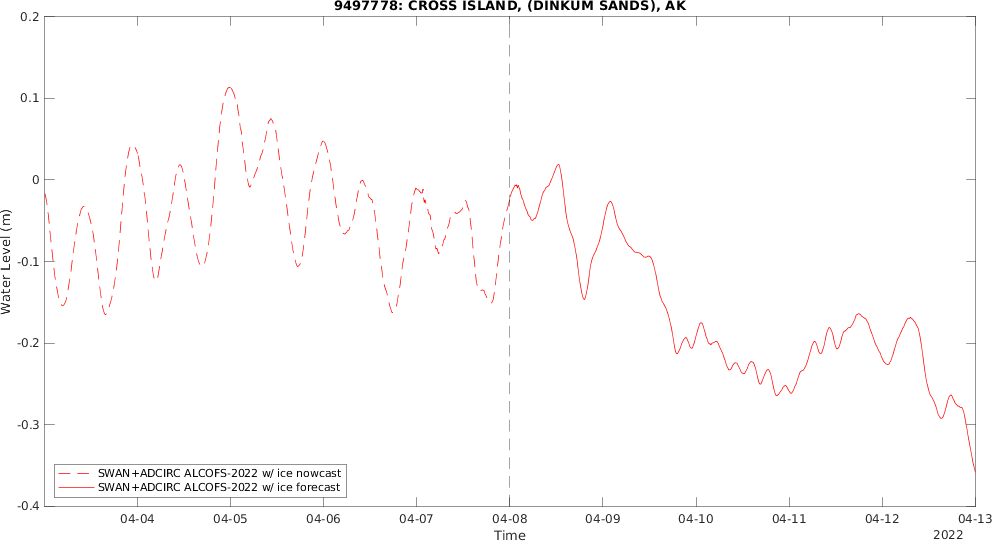 9497778: CROSS ISLAND, (DINKUM SANDS), AK
0.2
0.1
0
-0.1
-0.2
-0.3
-0.4
Water Level (m)
SWAN+ADCIRC ALCOFS-2022 w/ ice nowcast
SWAN+ADCIRC ALCOFS-2022 w/ ice forecast
04-04 04-05 04-06 04-07 04-08 04-09 04-10 04-11 04-12 04-13
Time
2022